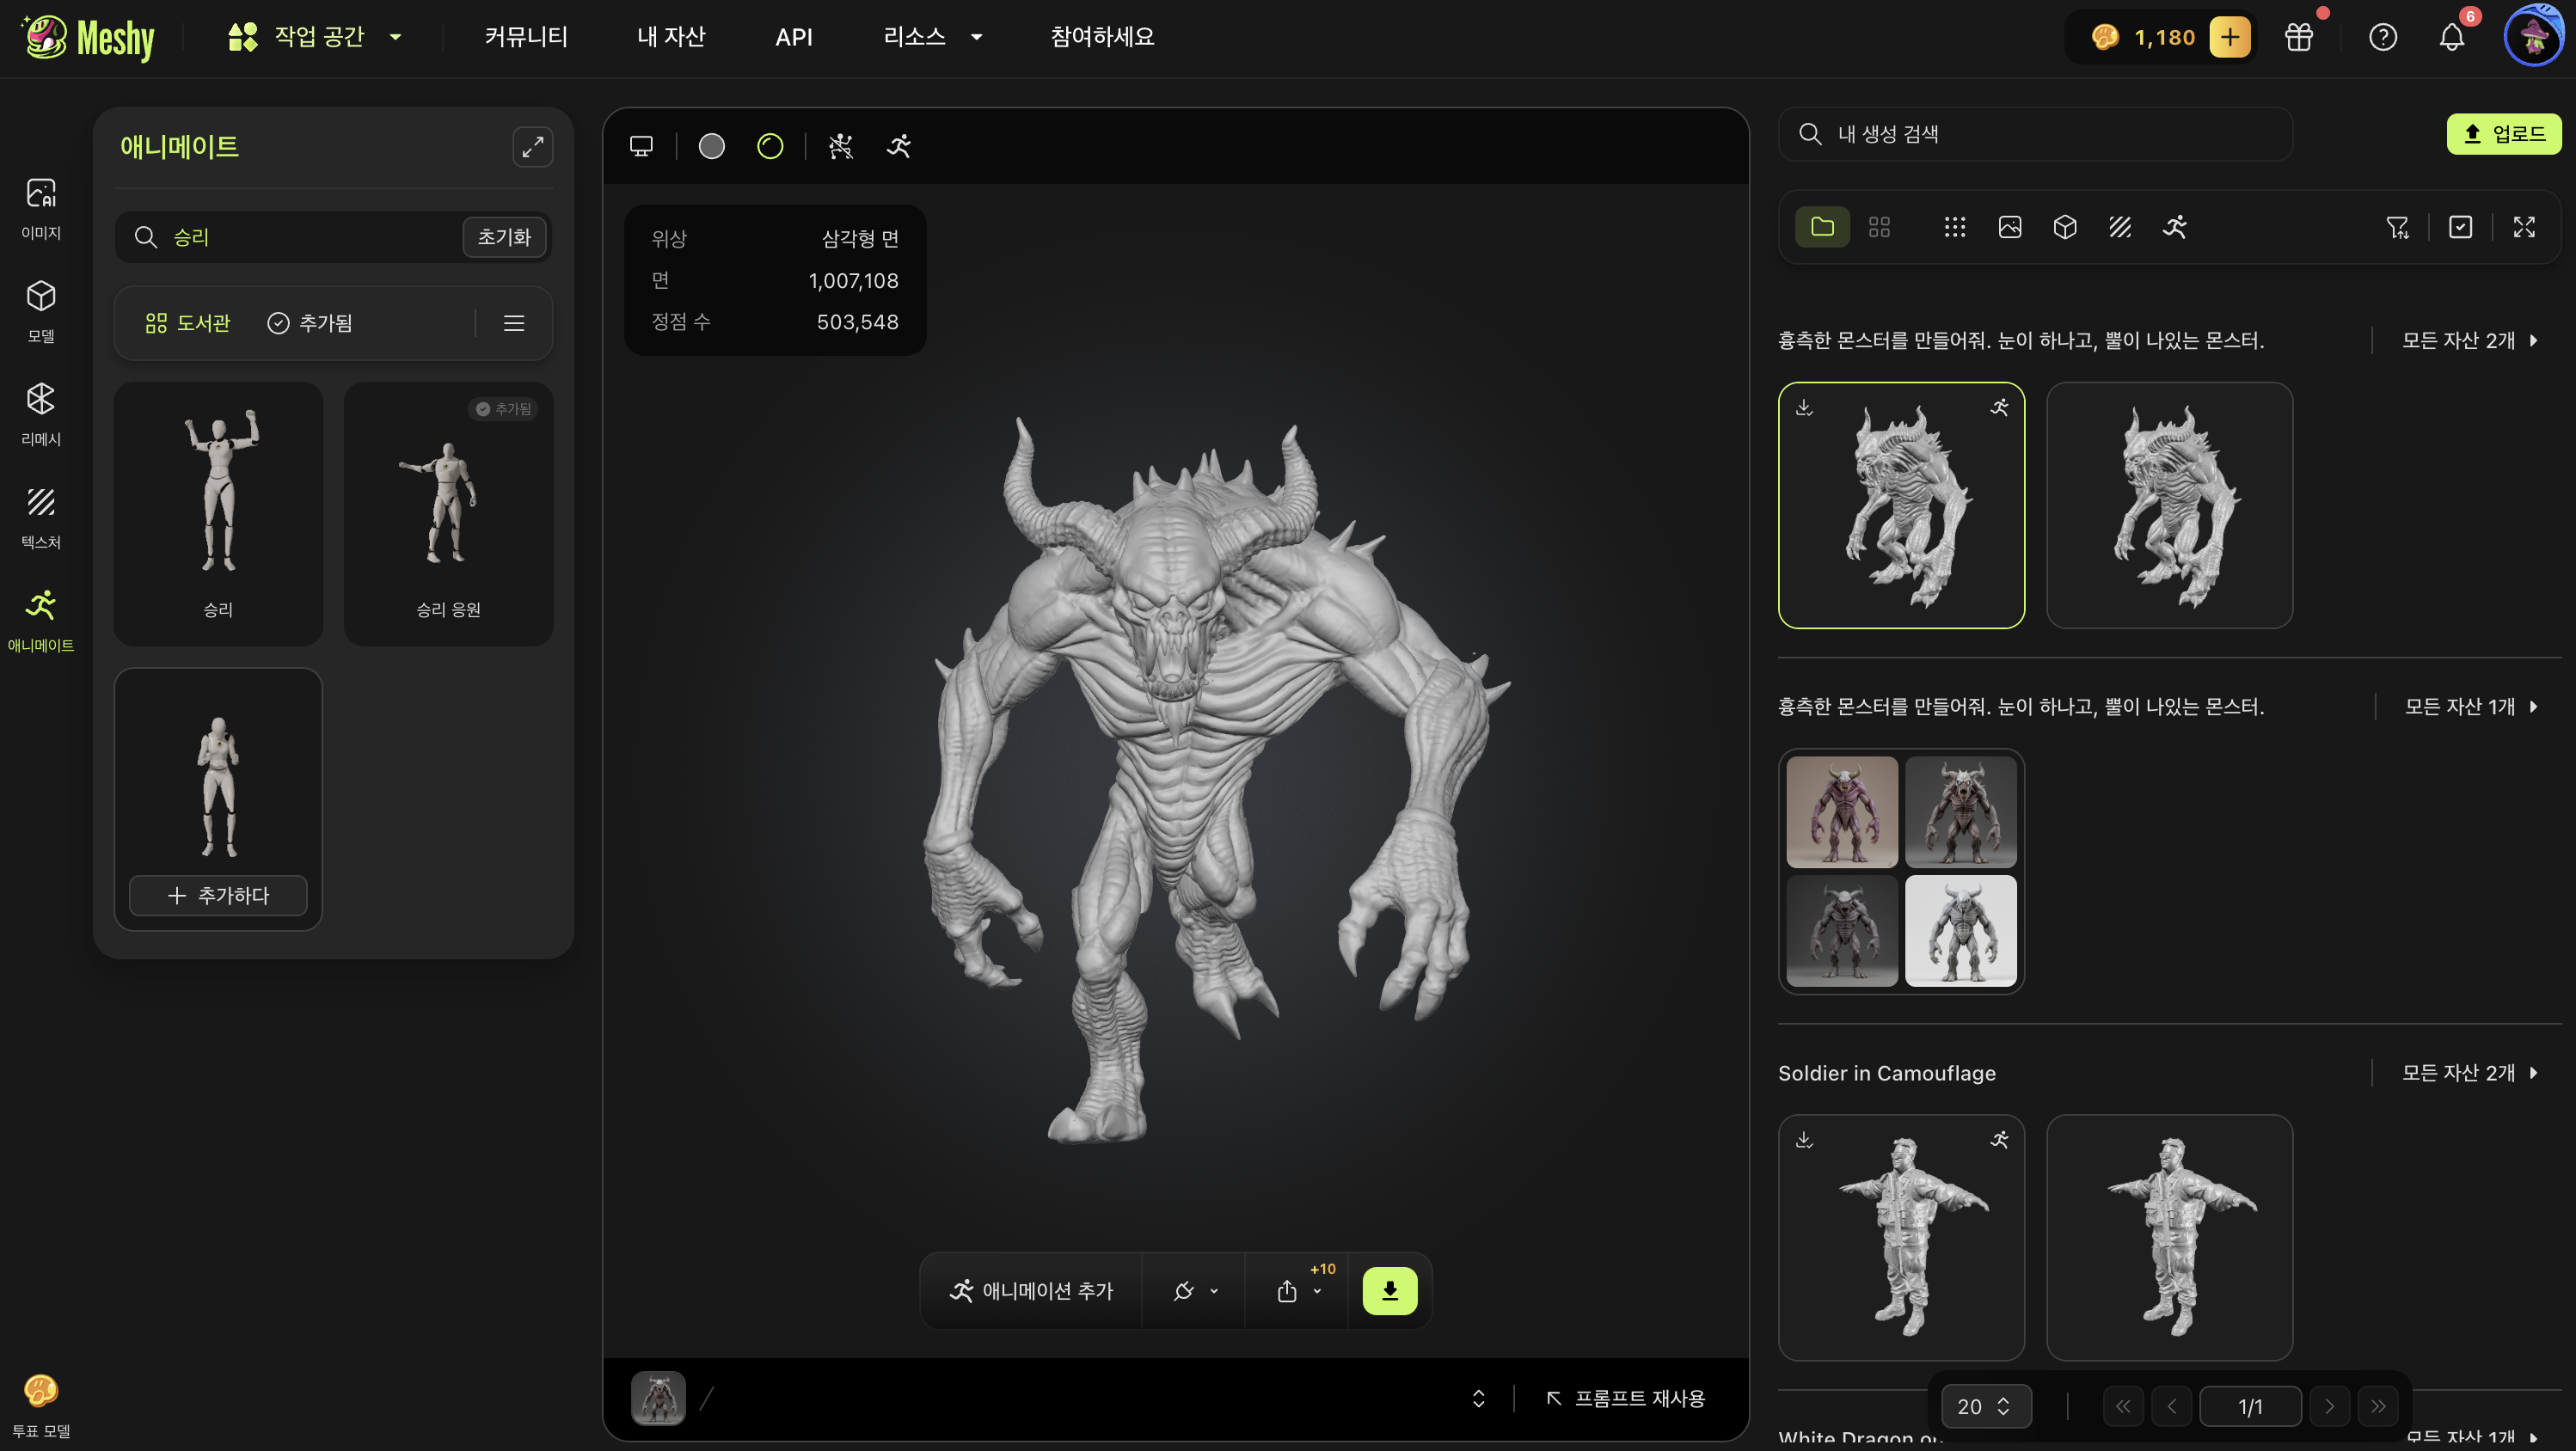 Meshy
작업 공간
커뮤니티
내 자산
API
리소스
참여하세요
1,180
6
이미지
모델
리메시
텍스처
애니메이트
투표 모델
애니메이트
승리
초기화
도서관
추가됨
추가됨
승리
승리 응원
추가하다
위상 삼각형 면
면 1,007,108
정점 수 503,548
애니메이션 추가
+10
프롬프트 재사용
내 생성 검색
업로드
흉측한 몬스터를 만들어줘. 눈이 하나고, 뿔이 나있는 몬스터.
모든 자산 2개
흉측한 몬스터를 만들어줘. 눈이 하나고, 뿔이 나있는 몬스터.
모든 자산 1개
Soldier in Camouflage
모든 자산 2개
20
1/1
White Dragon
모든 자산 1개